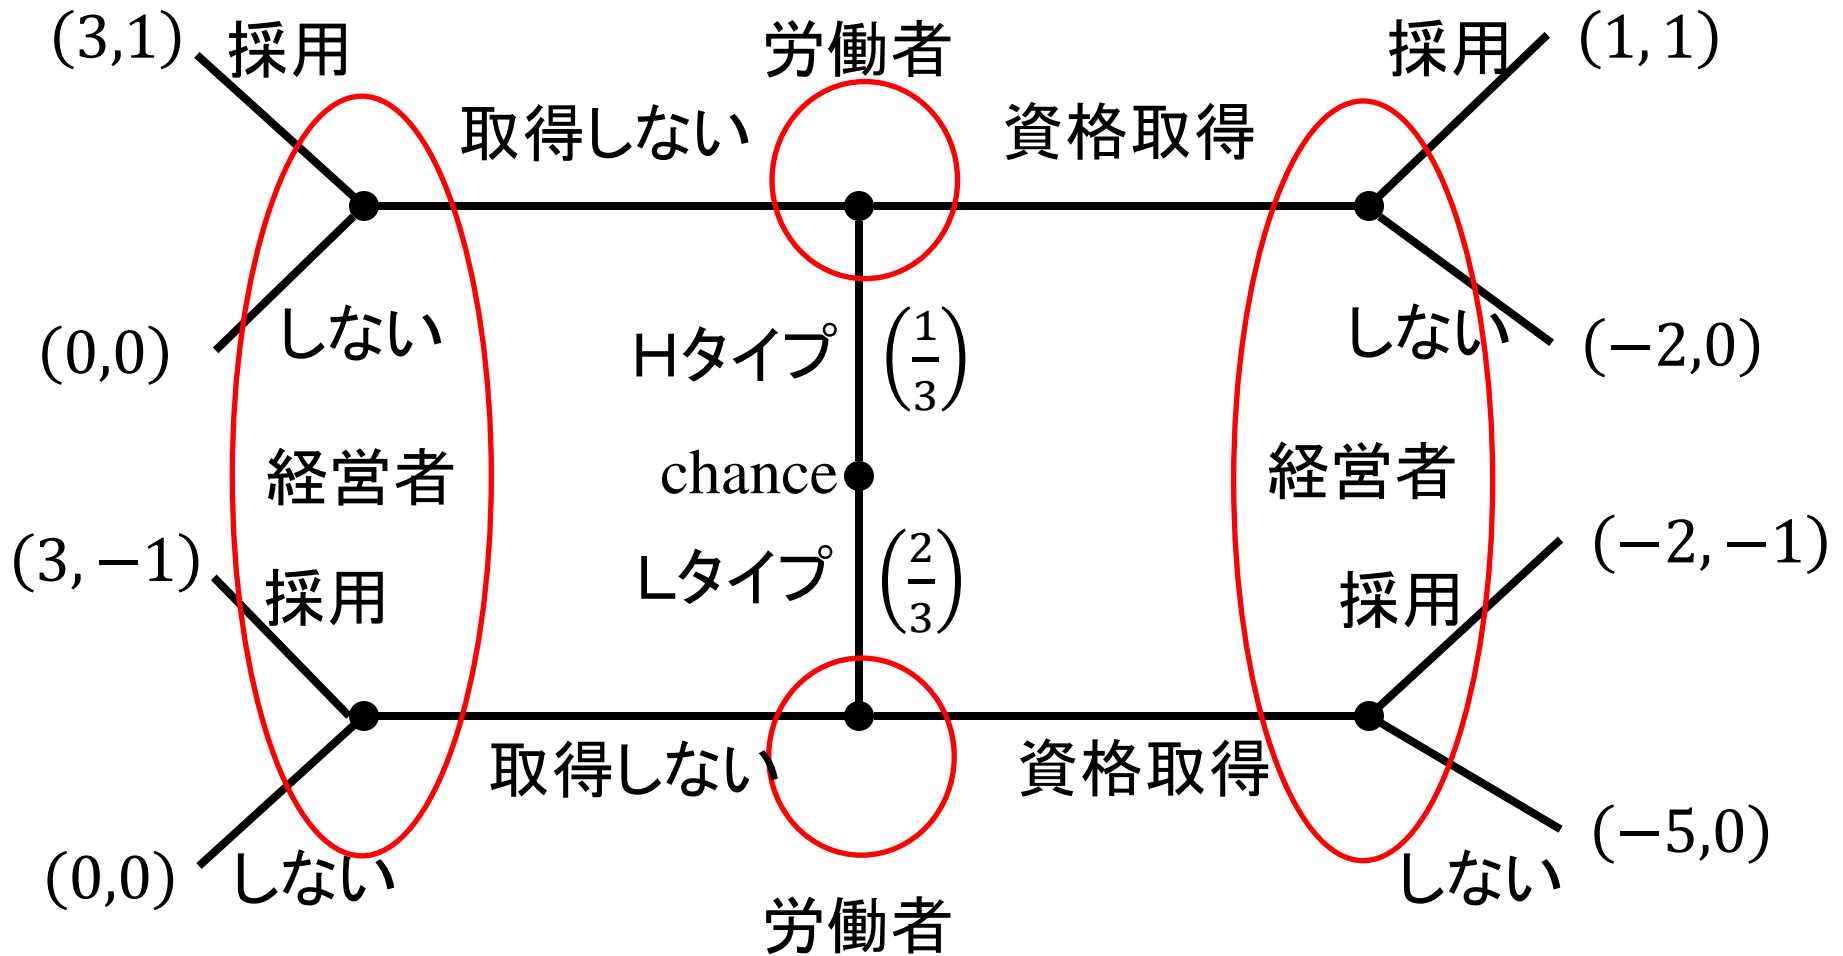 (3,1)
採用
労働者
採用
(1, 1)
取得しない
資格取得
(0,0)
しない
Hタイプ
(1/3)
しない
(−2,0)
経営者
chance
経営者
(3, −1)
採用
Lタイプ
(2/3)
採用
(−2, −1)
取得しない
資格取得
(0,0)
しない
労働者
しない
(−5,0)